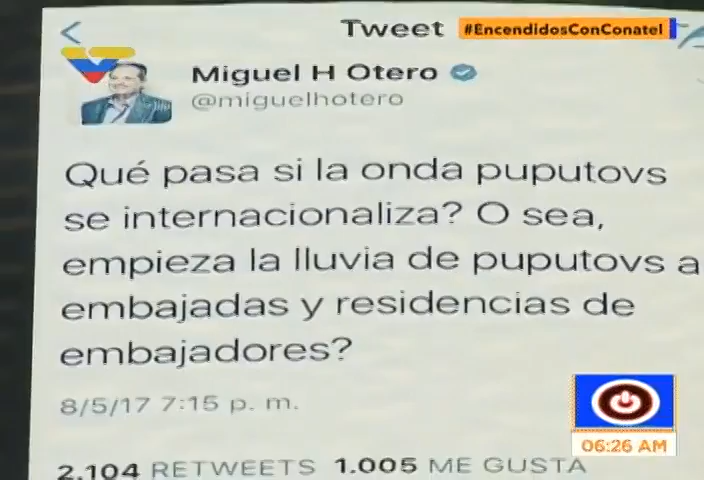 Tweet
#EncendidosConConatel
Miguel H Otero
@miguelhotero
Qué pasa si la onda puputovs
se internacionaliza? O sea,
empieza la lluvia de puputovs a
embajadas y residencias de
embajadores?
8/5/17 7:15 p. m.
2.104 RETWEETS 1.005 ME GUSTA
06:26 AM